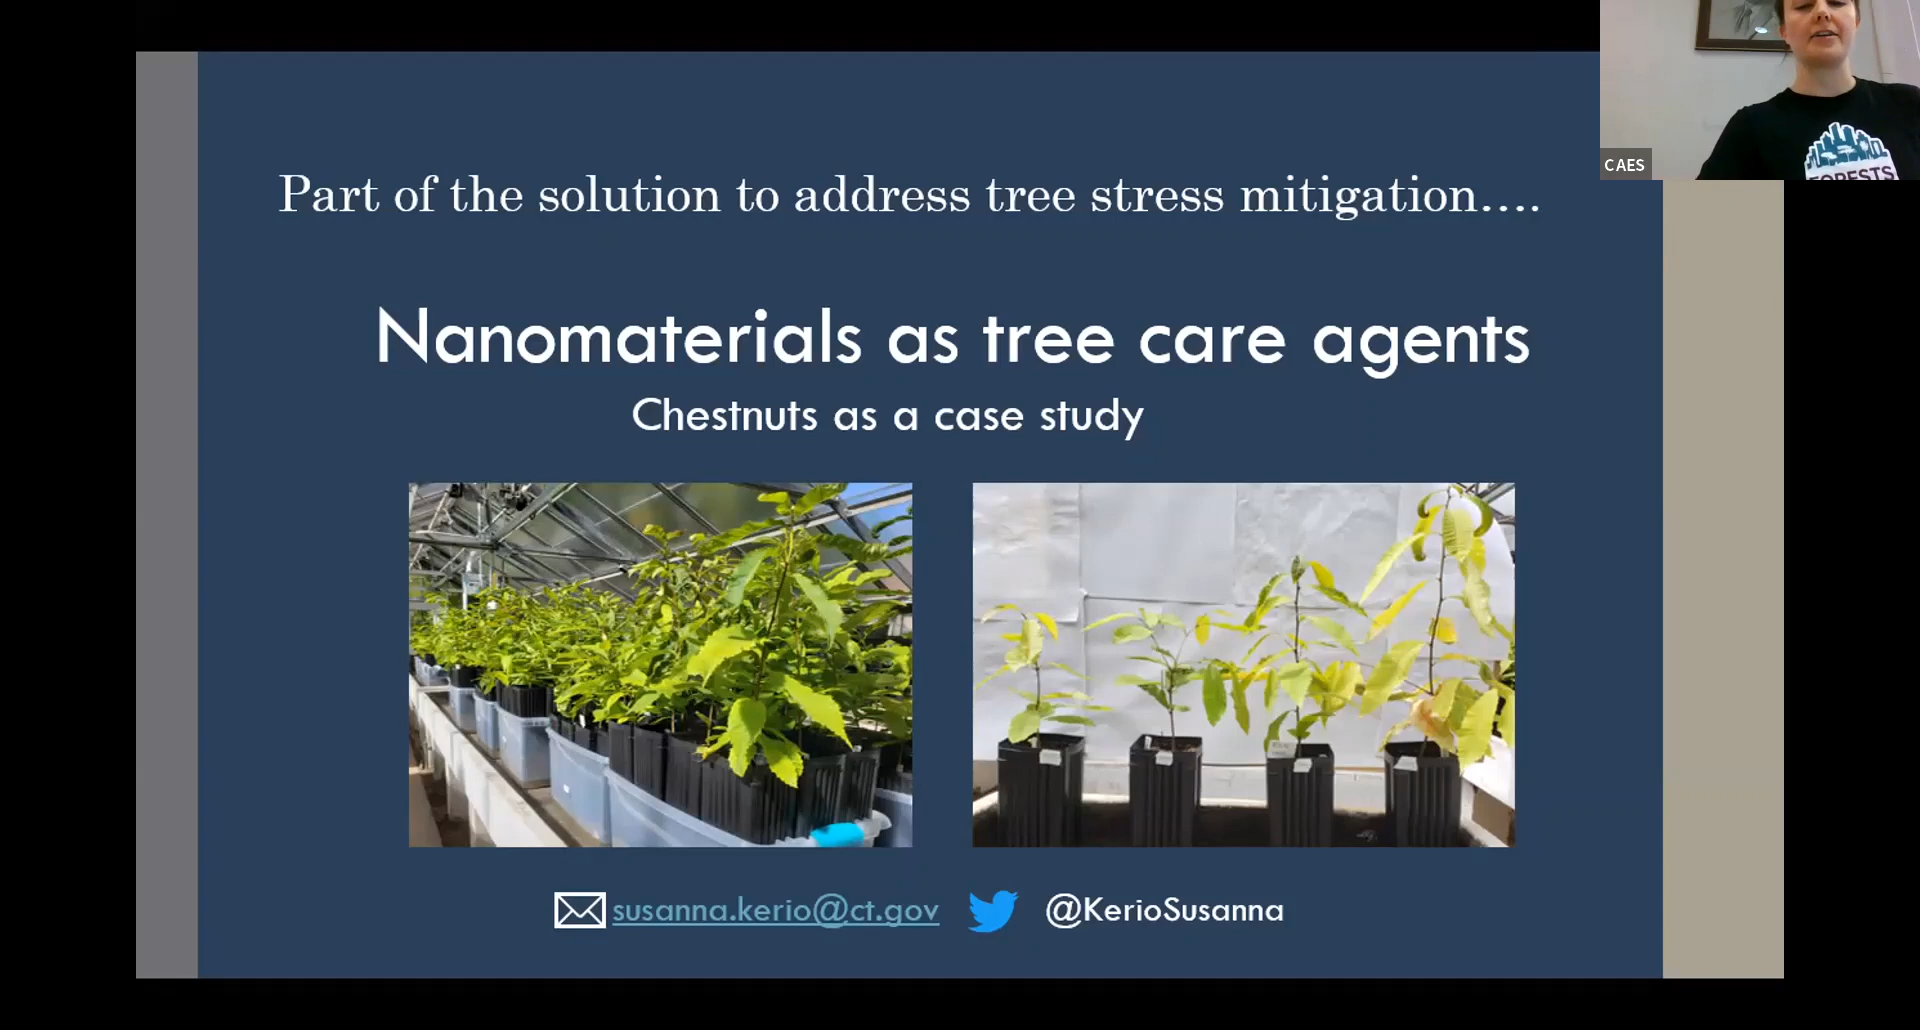 Part of the solution to address tree stress mitigation....
Nanomaterials as tree care agents
Chestnuts as a case study
susanna.kerio@ct.gov @KerioSusanna
CAES
FORESTS